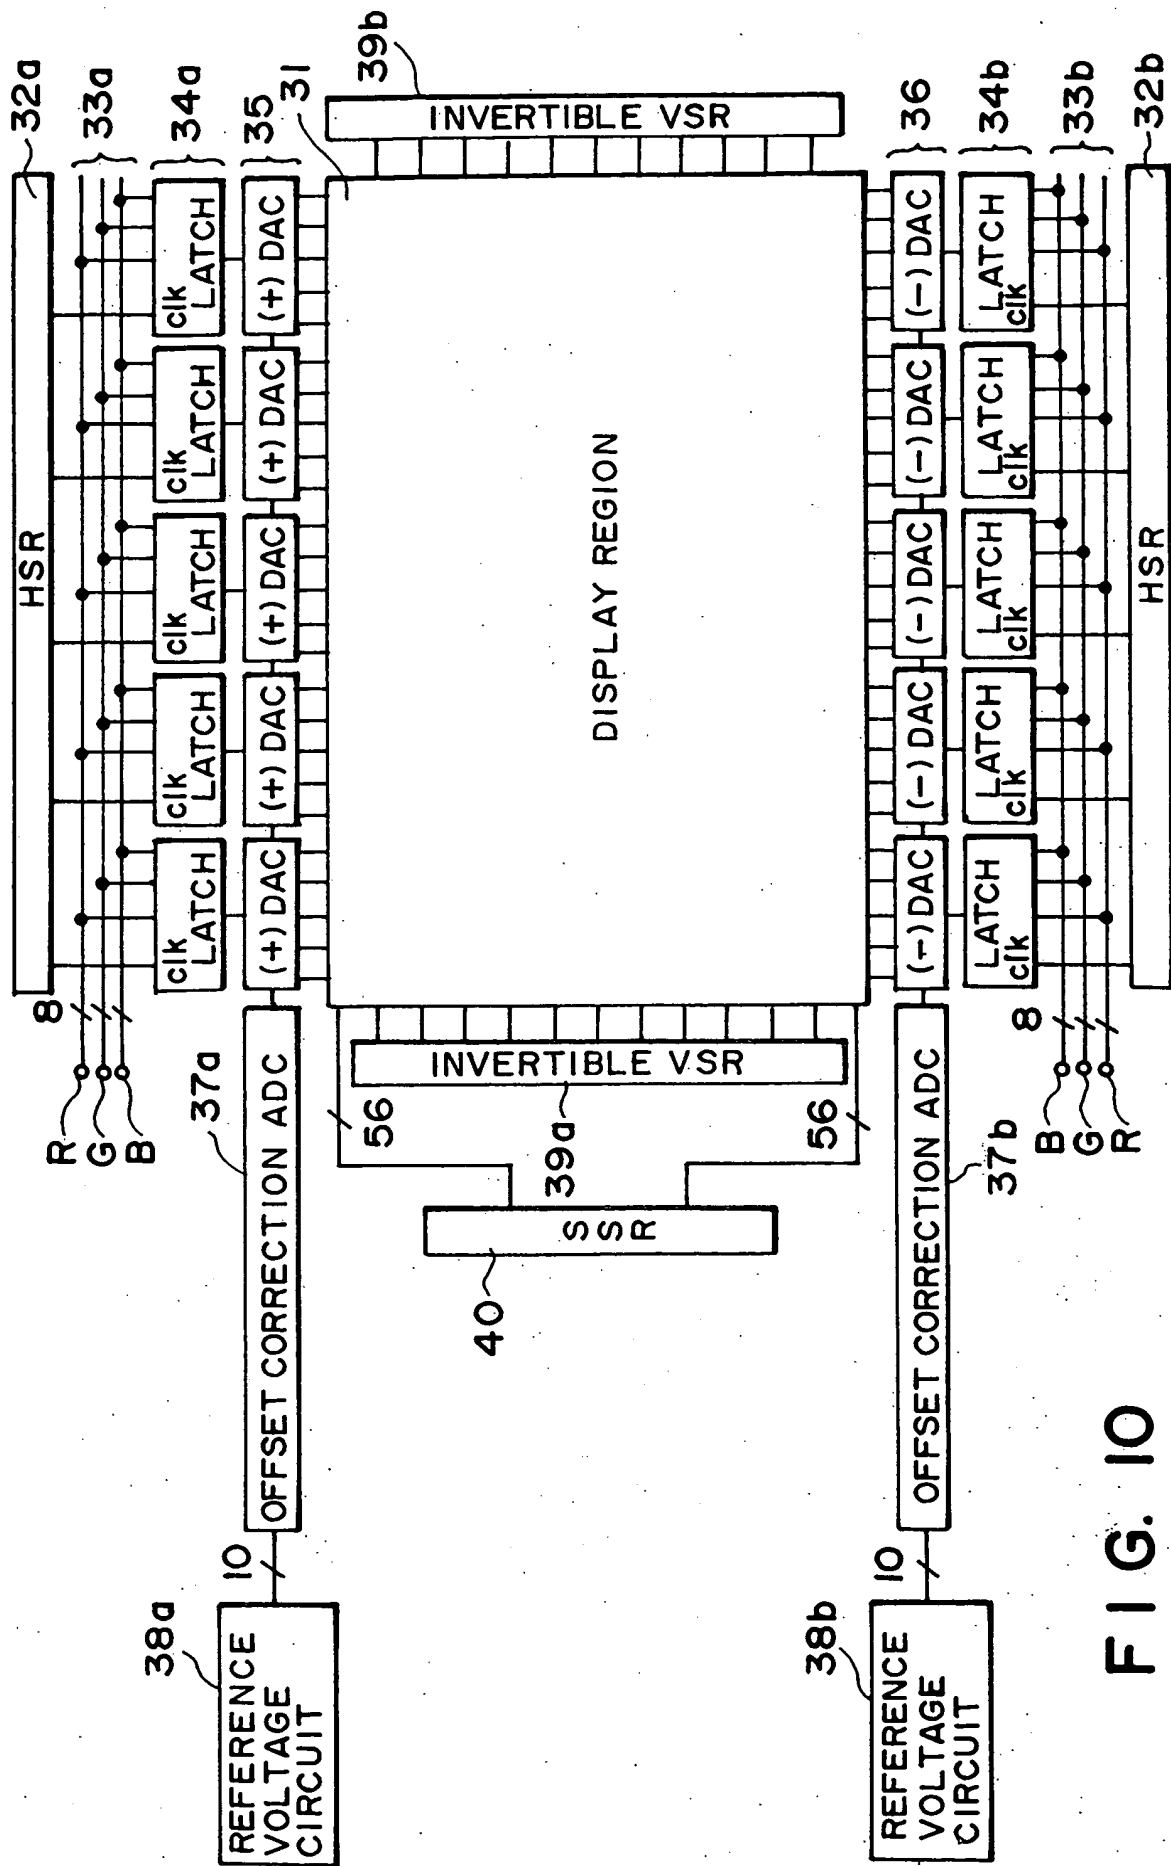 32a
33a
34a
35
31
39b
36
34b
33b
32b
HSR
8
R
G
B
clk
LATCH
clk
LATCH
clk
LATCH
clk
LATCH
clk
LATCH
(+) DAC
(+) DAC
(+) DAC
(+) DAC
(+) DAC
37a
OFFSET CORRECTION ADC
10
38a
REFERENCE
VOLTAGE
CIRCUIT
INVERTIBLE VSR
DISPLAY REGION
INVERTIBLE VSR
56
56
39a
SSR
40
(-) DAC
(-) DAC
(-) DAC
(-) DAC
(-) DAC
OFFSET CORRECTION ADC
37b
10
38b
REFERENCE
VOLTAGE
CIRCUIT
LATCH
clk
LATCH
clk
LATCH
clk
LATCH
clk
LATCH
clk
8
B
G
R
HSR
FIG. 10